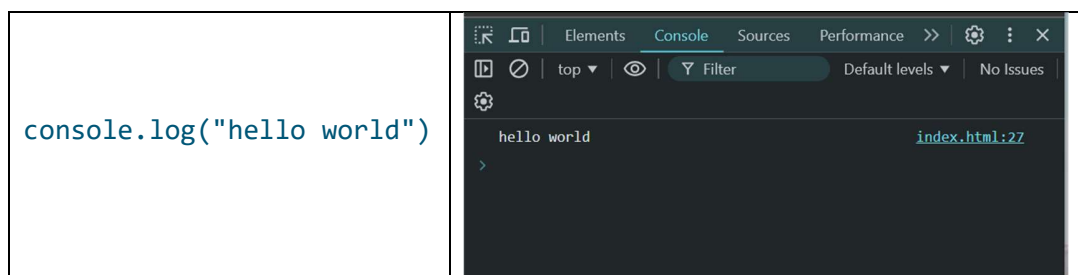 console.log("hello world")
Elements Console Sources Performance
top Filter Default levels No Issues
hello world index.html:27